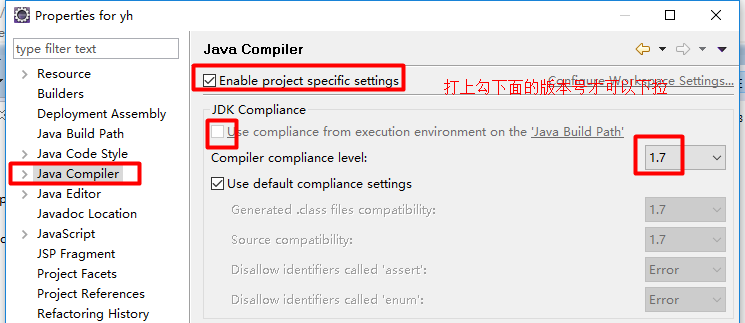 Properties for yh
type filter text
Resource
Builders
Deployment Assembly
Java Build Path
Java Code Style
Java Compiler
Java Editor
Javadoc Location
JavaScript
JSP Fragment
Project Facets
Project References
Refactoring History
Java Compiler
Enable project specific settings
Configure Workspace Settings...
打上勾下面的版本号才可以下拉
JDK Compliance
Use compliance from execution environment on the 'Java Build Path'
Compiler compliance level:
1.7
Use default compliance settings
Generated .class files compatibility:
1.7
Source compatibility:
1.7
Disallow identifiers called 'assert':
Error
Disallow identifiers called 'enum':
Error